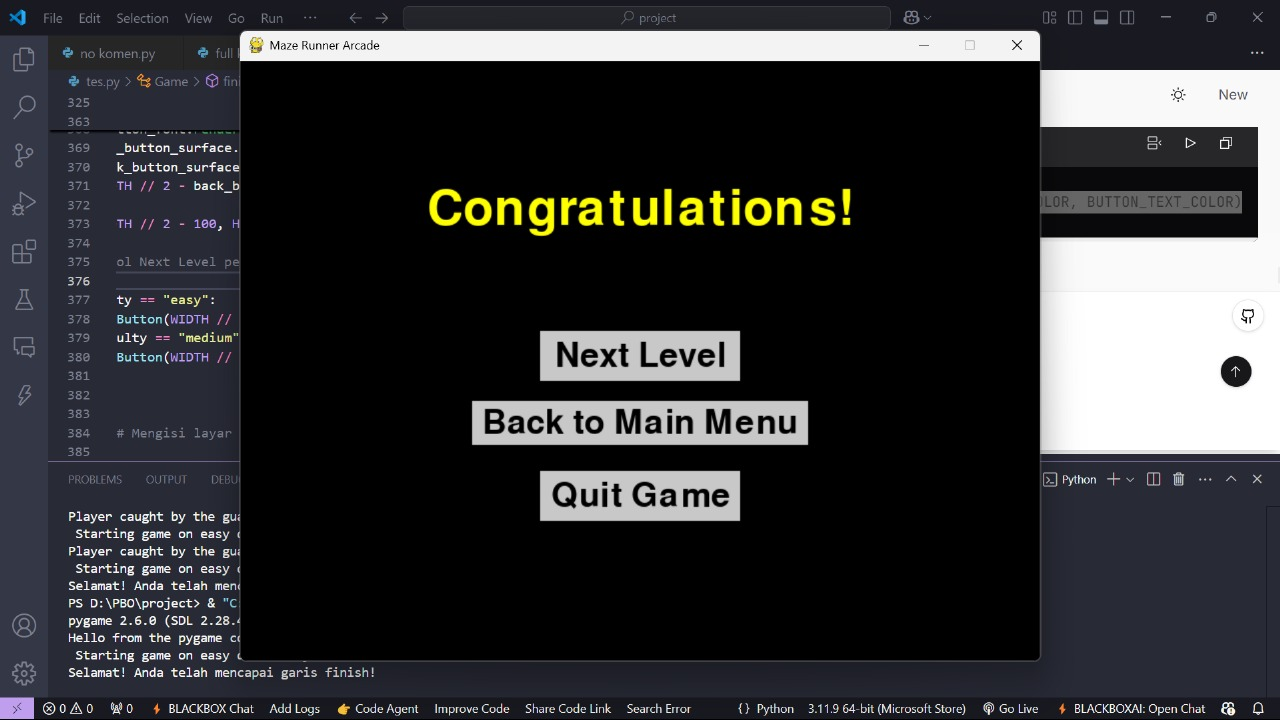 File Edit Selection View Go Run ··· project
no komen.py full
Maze Runner Arcade
tes.py > Game > fini
New
325
363
369 _button_surface.
370 k_button_surface
371 TH // 2 - back_b
372
373 TH // 2 - 100, H
374
375 ol Next Level pe
376
377 ty == "easy":
378 Button(WIDTH //
379 ulty == "medium"
380 Button(WIDTH //
381
382
383
384 # Mengisi layar
385
OLOR, BUTTON_TEXT_COLOR)
Congratulations!
Next Level
Back to Main Menu
Quit Game
PROBLEMS OUTPUT DEBU
Python
Player caught by the gua
Starting game on easy
Player caught by the gua
Starting game on easy
Selamat! Anda telah men
PS D:\PBO\project> & "C:
pygame 2.6.0 (SDL 2.28.4
Hello from the pygame co
Starting game on easy
Selamat! Anda telah mencapai garis finish!
0 0 0 BLACKBOX Chat Add Logs Code Agent Improve Code Share Code Link Search Error {} Python 3.11.9 64-bit (Microsoft Store) Go Live BLACKBOXAI: Open Chat